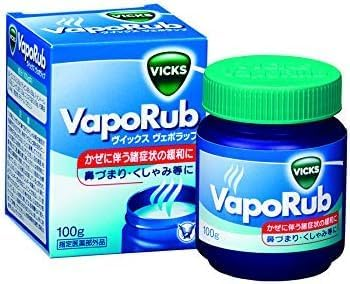 VICKS
VapoRub
ヴイックス ヴェポラッブ
かぜに伴う諸症状の緩和に
鼻づまり・くしゃみ等に
100g
指定医薬部外品
VICKS
VapoRub
かぜに伴う諸症状の緩和に
鼻づまり・くしゃみ等に
100g